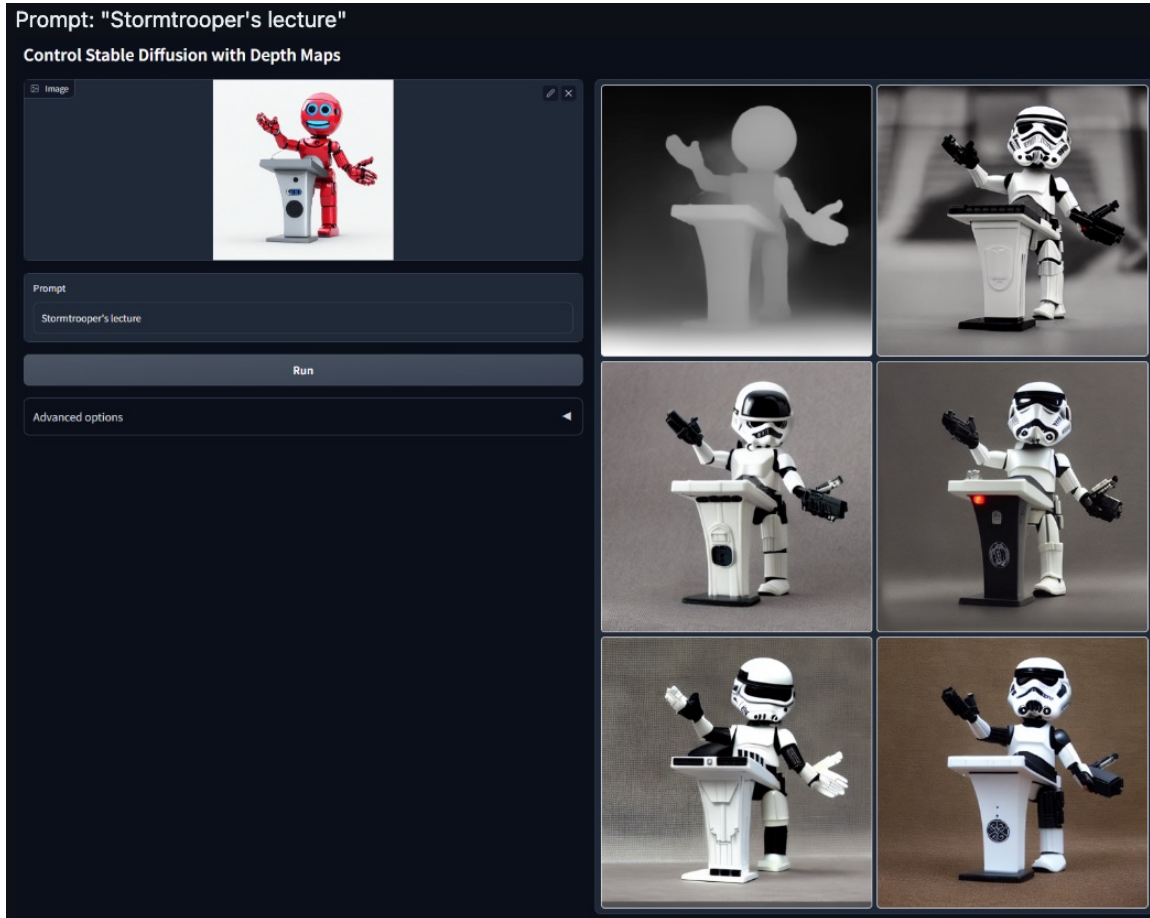 Prompt: "Stormtrooper's lecture"
Control Stable Diffusion with Depth Maps
Image
Prompt
Stormtrooper's lecture
Run
Advanced options